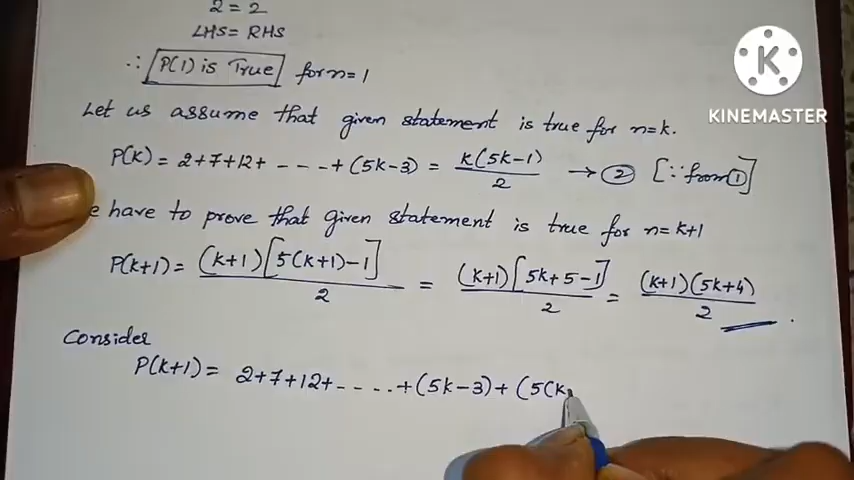 2 = 2
LHS = RHS
∴ P(1) is True for n=1
Let us assume that given statement is true for n=k.
P(k) = 2+7+12+ - - - - + (5k-3) = k(5k-1)/2 → ② [∵ from ①]
have to prove that given statement is true for n=k+1
P(k+1) = (k+1)[5(k+1)-1]/2 = (k+1)[5k+5-1]/2 = (k+1)(5k+4)/2 .
Consider
P(k+1) = 2+7+12+ - - . . . + (5k-3) + (5(k
K
KINEMASTER